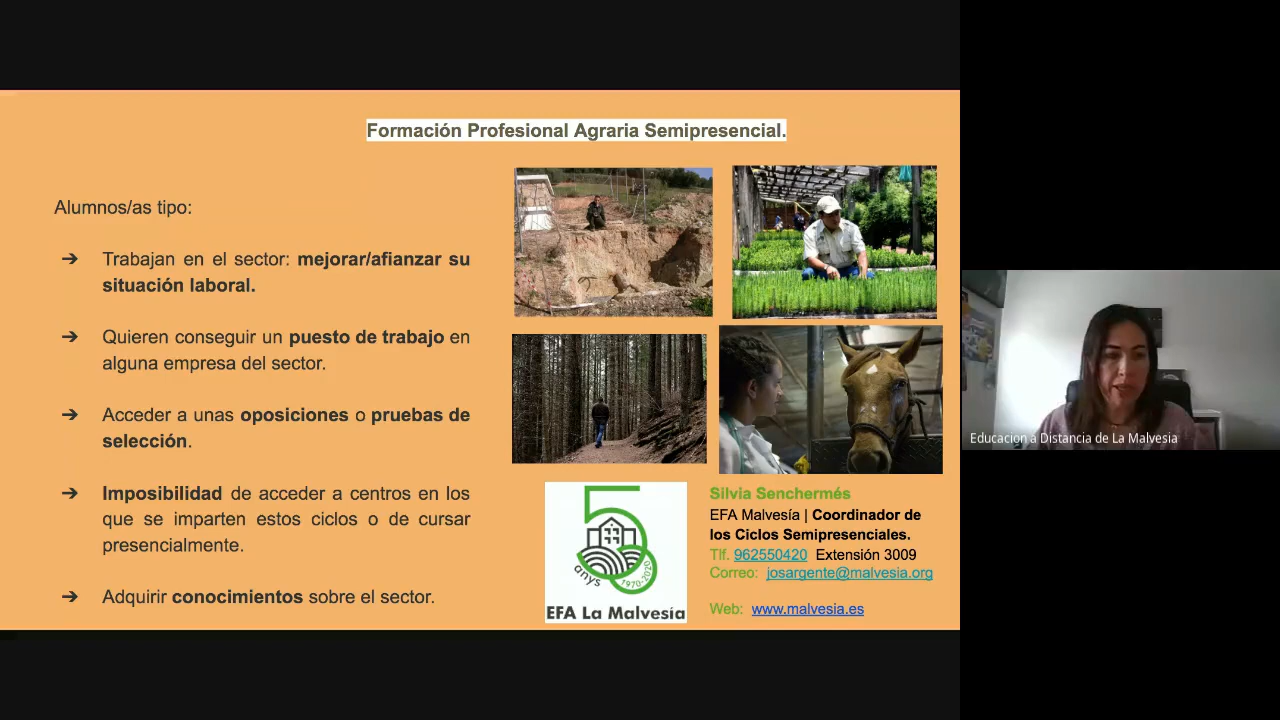 Formación Profesional Agraria Semipresencial.
Alumnos/as tipo:
➔ Trabajan en el sector: mejorar/afianzar su
situación laboral.
➔ Quieren conseguir un puesto de trabajo en
alguna empresa del sector.
➔ Acceder a unas oposiciones o pruebas de
selección.
➔ Imposibilidad de acceder a centros en los
que se imparten estos ciclos o de cursar
presencialmente.
➔ Adquirir conocimientos sobre el sector.
5
anys 1970-2020
EFA La Malvesía
Silvia Senchermés
EFA Malvesía | Coordinador de
los Ciclos Semipresenciales.
Tlf. 962550420 Extensión 3009
Correo: josargente@malvesia.org
Web: www.malvesia.es
Educacion a Distancia de La Malvesia